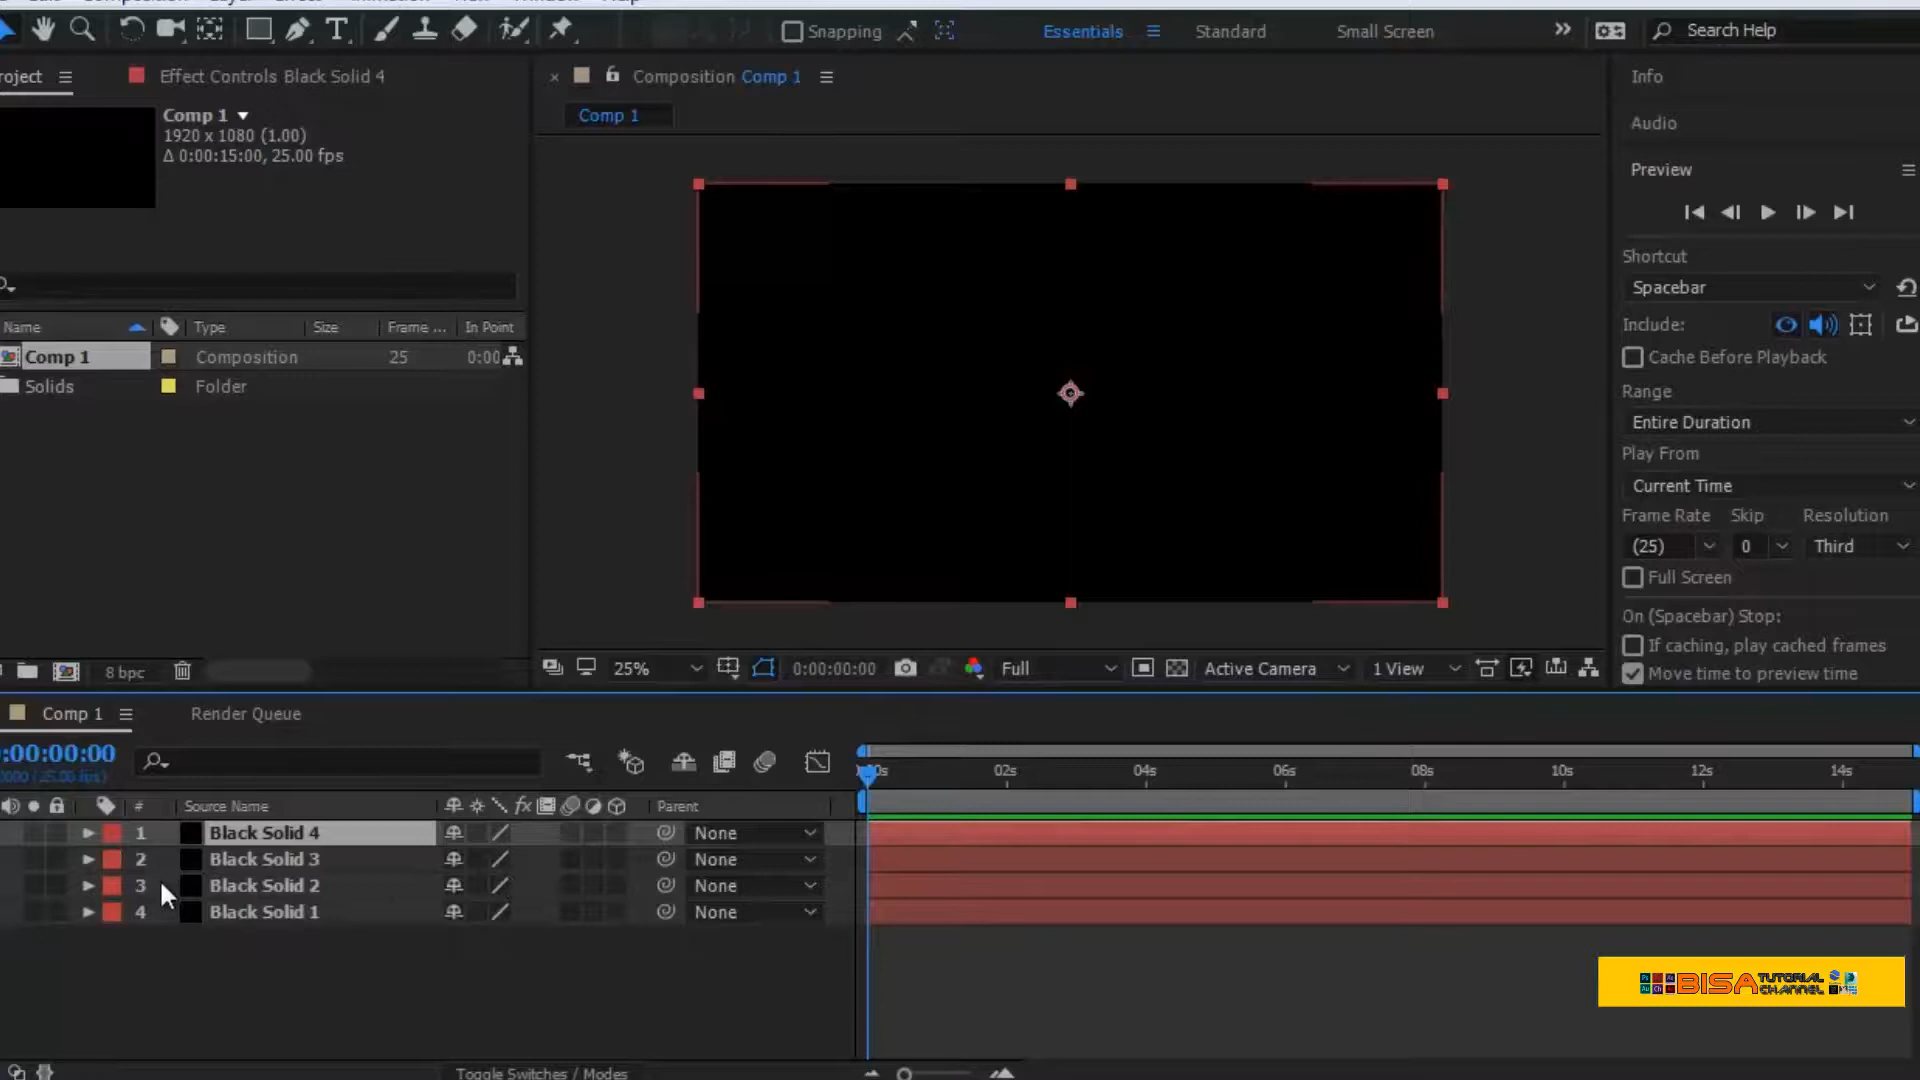 Snapping
Essentials
Standard
Small Screen
Search Help
roject
Effect Controls Black Solid 4
Composition Comp 1
Info
Comp 1
1920 x 1080 (1.00)
Δ 0:00:15:00, 25.00 fps
Comp 1
Audio
Preview
Shortcut
Spacebar
Include:
Cache Before Playback
Range
Entire Duration
Play From
Current Time
Frame Rate Skip Resolution
(25) 0 Third
Full Screen
On (Spacebar) Stop:
If caching, play cached frames
Move time to preview time
Name Type Size Frame ... In Point
Comp 1 Composition 25 0:00
Solids Folder
8 bpc
25% 0:00:00:00 Full Active Camera 1 View
Comp 1 Render Queue
:00:00:00
0000 (25.00 fps)
02s 04s 06s 08s 10s 12s 14s
# Source Name fx Parent
1 Black Solid 4 None
2 Black Solid 3 None
3 Black Solid 2 None
4 Black Solid 1 None
BISA TUTORIAL CHANNEL
Toggle Switches / Modes